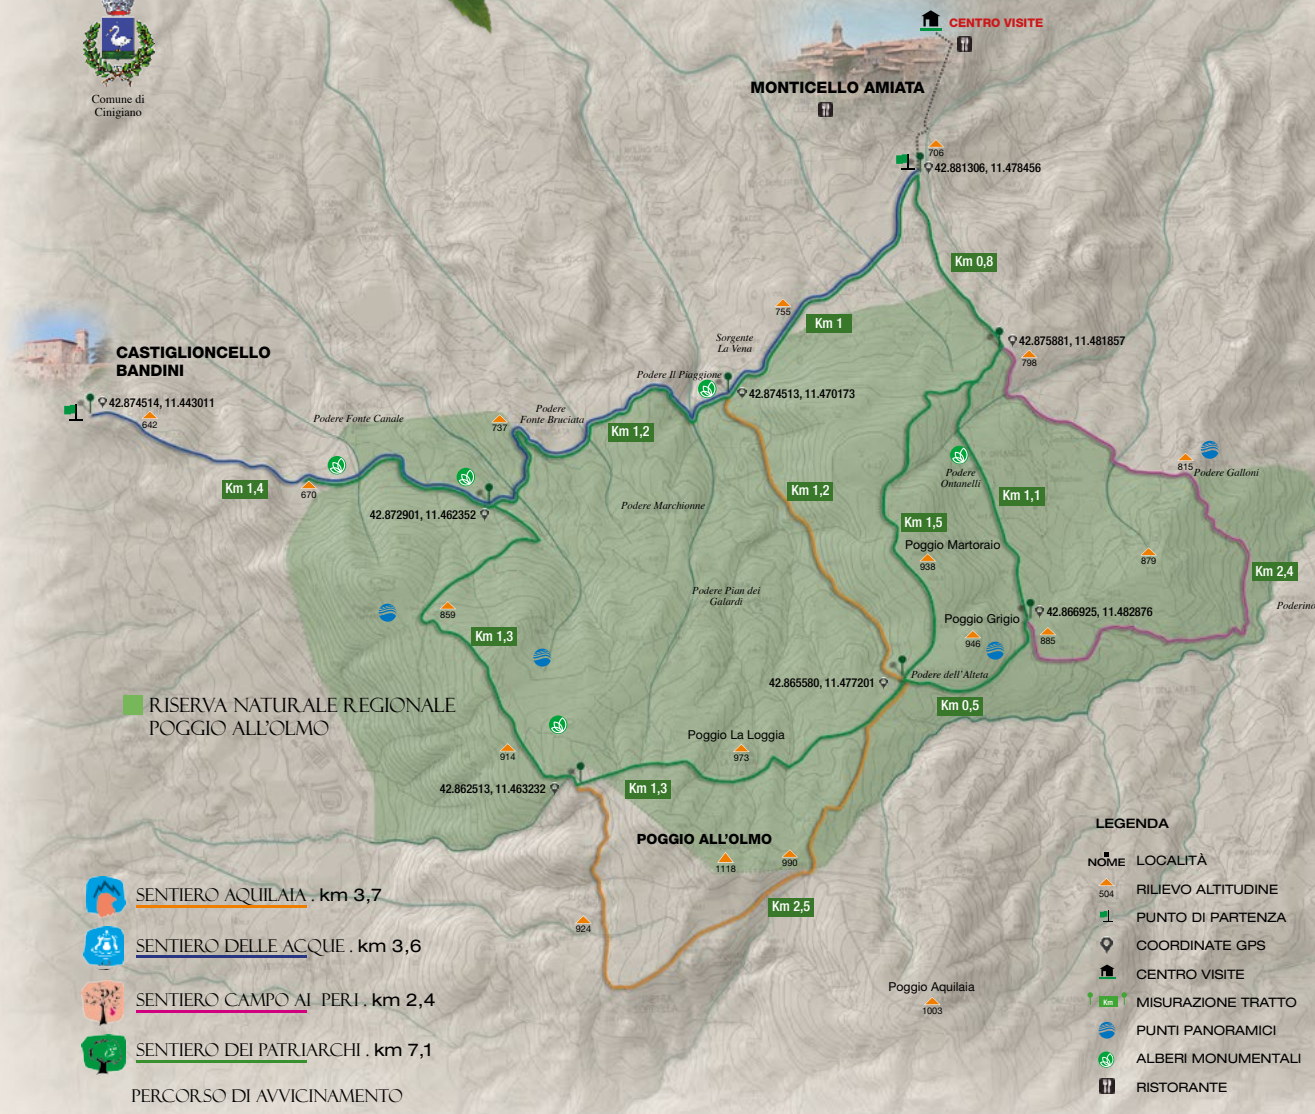 CENTRO VISITE
MONTICELLO AMIATA
Comune di
Cinigiano
706
42.881306, 11.478456
Km 0,8
755
Km 1
Sorgente
La Vena
42.875881, 11.481857
798
CASTIGLIONCELLO
BANDINI
Podere Il Piaggione
42.874513, 11.470173
42.874514, 11.443011
642
Podere Fonte Canale
737
Podere
Fonte Bruciata
Km 1,2
815
Podere Galloni
Km 1,4
670
Podere
Ontanelli
Km 1,2
Km 1,1
42.872901, 11.462352
Podere Marchionne
Km 1,5
Poggio Martoraio
938
879
Km 2,4
Podere Pian dei
Galardi
859
Km 1,3
Poggio Grigio
946
42.866925, 11.482876
885
Poderino
42.865580, 11.477201
Podere dell'Alteta
Km 0,5
RISERVA NATURALE REGIONALE
POGGIO ALL'OLMO
914
Poggio La Loggia
973
42.862513, 11.463232
Km 1,3
POGGIO ALL'OLMO
1118
990
Km 2,5
924
Poggio Aquilaia
1003
SENTIERO AQUILAIA . km 3,7
SENTIERO DELLE ACQUE . km 3,6
SENTIERO CAMPO AI PERI . km 2,4
SENTIERO DEI PATRIARCHI . km 7,1
PERCORSO DI AVVICINAMENTO
LEGENDA
NOME LOCALITÀ
504 RILIEVO ALTITUDINE
PUNTO DI PARTENZA
COORDINATE GPS
CENTRO VISITE
Km MISURAZIONE TRATTO
PUNTI PANORAMICI
ALBERI MONUMENTALI
RISTORANTE